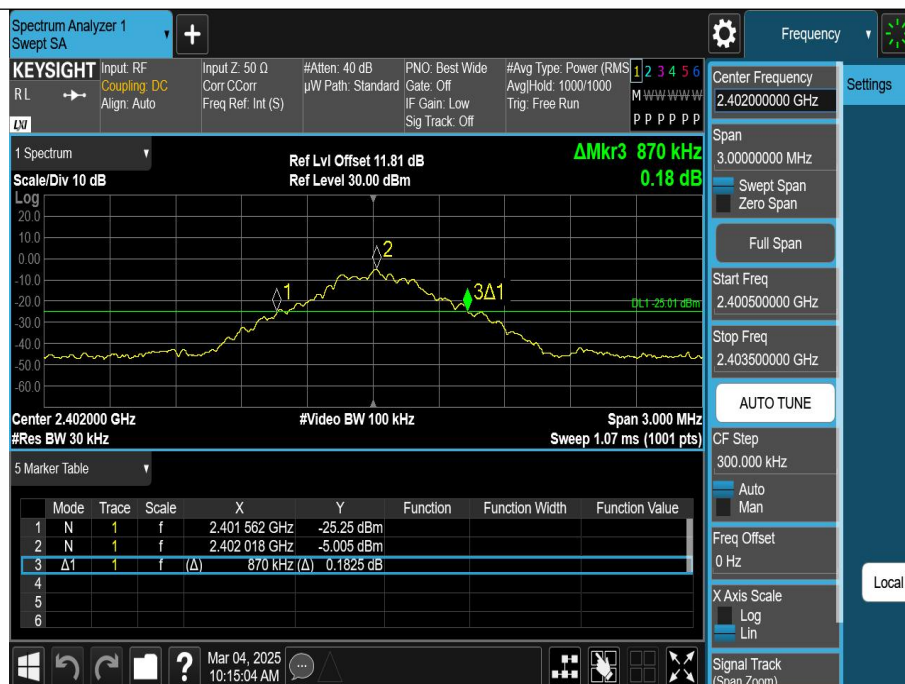 Spectrum Analyzer 1
Swept SA
Frequency
KEYSIGHT
RL
LXI
Input: RF
Coupling: DC
Align: Auto
Input Z: 50 Ω
Corr CCorr
Freq Ref: Int (S)
#Atten: 40 dB
µW Path: Standard
PNO: Best Wide
Gate: Off
IF Gain: Low
Sig Track: Off
#Avg Type: Power (RMS
Avg|Hold: 1000/1000
Trig: Free Run
1 2 3 4 5 6
M W W W W W
P P P P P P
1 Spectrum
Scale/Div 10 dB
Ref Lvl Offset 11.81 dB
Ref Level 30.00 dBm
ΔMkr3 870 kHz
0.18 dB
Log
20.0
10.0
0.00
-10.0
-20.0
-30.0
-40.0
-50.0
-60.0
1
2
3Δ1
DL1 -25.01 dBm
Center 2.402000 GHz
#Video BW 100 kHz
Span 3.000 MHz
#Res BW 30 kHz
Sweep 1.07 ms (1001 pts)
5 Marker Table
Mode Trace Scale X Y Function Function Width Function Value
1 N 1 f 2.401 562 GHz -25.25 dBm
2 N 1 f 2.402 018 GHz -5.005 dBm
3 Δ1 1 f (Δ) 870 kHz (Δ) 0.1825 dB
4
5
6
?
Mar 04, 2025
10:15:04 AM
Center Frequency
2.402000000 GHz
Settings
Span
3.00000000 MHz
Swept Span
Zero Span
Full Span
Start Freq
2.400500000 GHz
Stop Freq
2.403500000 GHz
AUTO TUNE
CF Step
300.000 kHz
Auto
Man
Freq Offset
0 Hz
Local
X Axis Scale
Log
Lin
Signal Track
(Span Zoom)